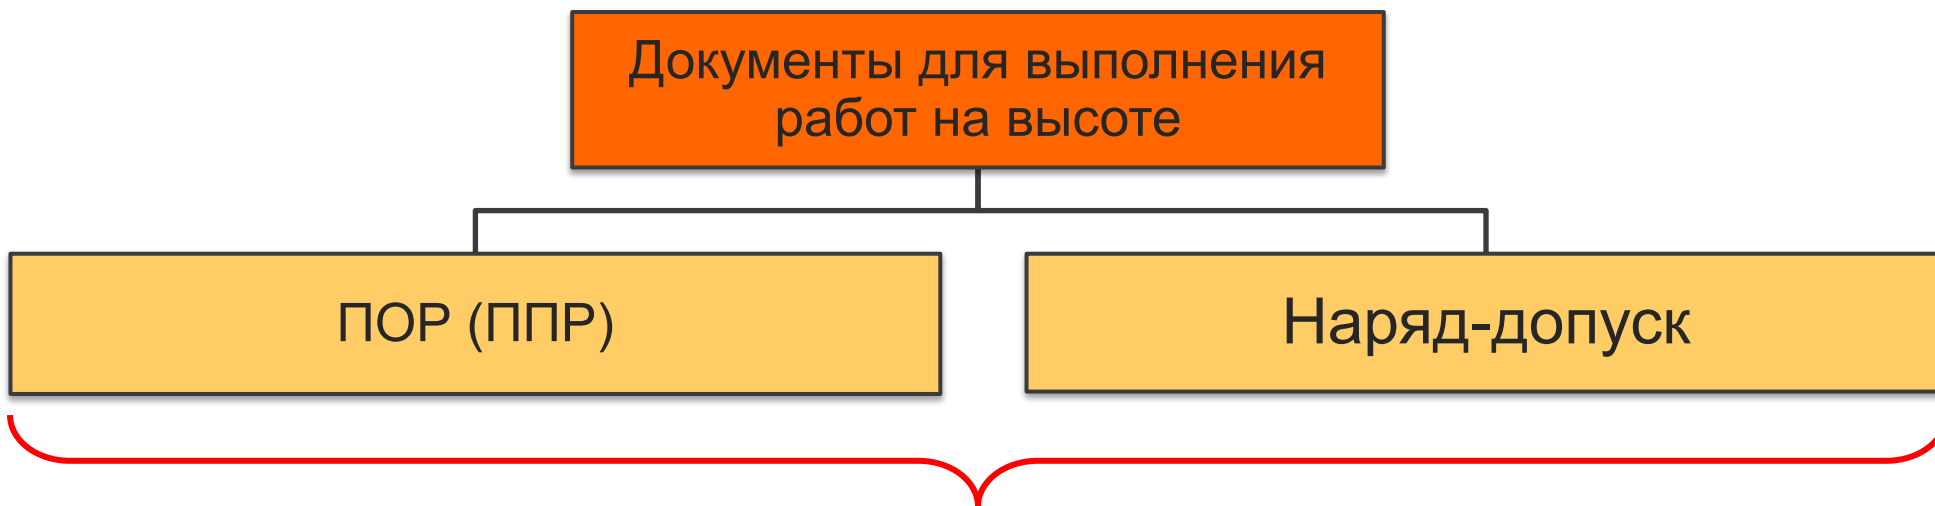 Документы для выполнения
работ на высоте
ПОР (ППР)
Наряд-допуск